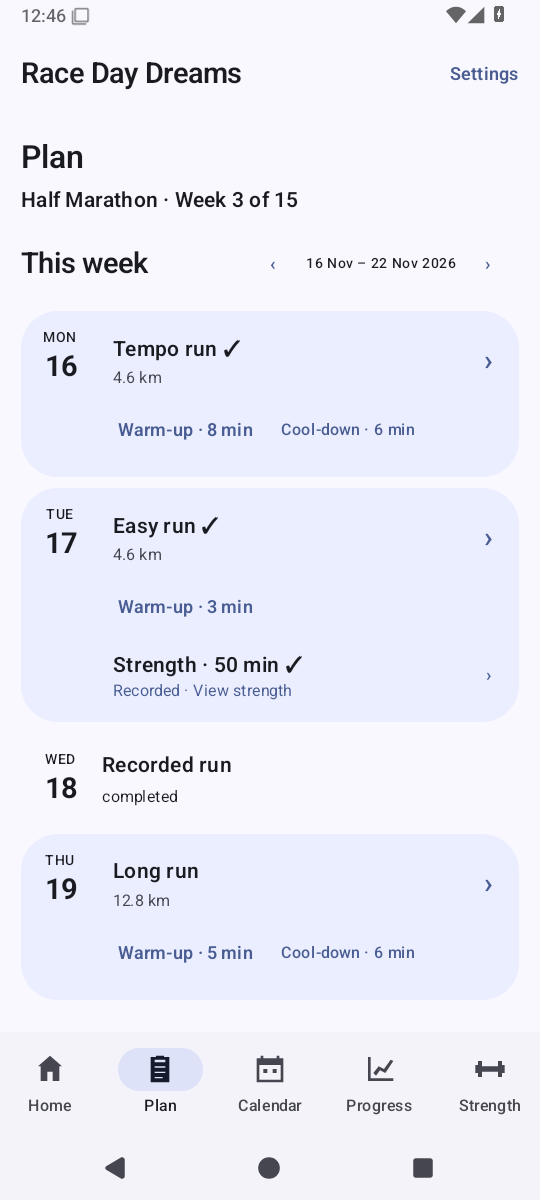 12:46
Race Day Dreams
Settings
Plan
Half Marathon · Week 3 of 15
This week
‹ 16 Nov – 22 Nov 2026 ›
MON
16
Tempo run ✓
4.6 km
›
Warm-up · 8 min Cool-down · 6 min
TUE
17
Easy run ✓
4.6 km
›
Warm-up · 3 min
Strength · 50 min ✓
Recorded · View strength
›
WED
18
Recorded run
completed
THU
19
Long run
12.8 km
›
Warm-up · 5 min Cool-down · 6 min
Home Plan Calendar Progress Strength